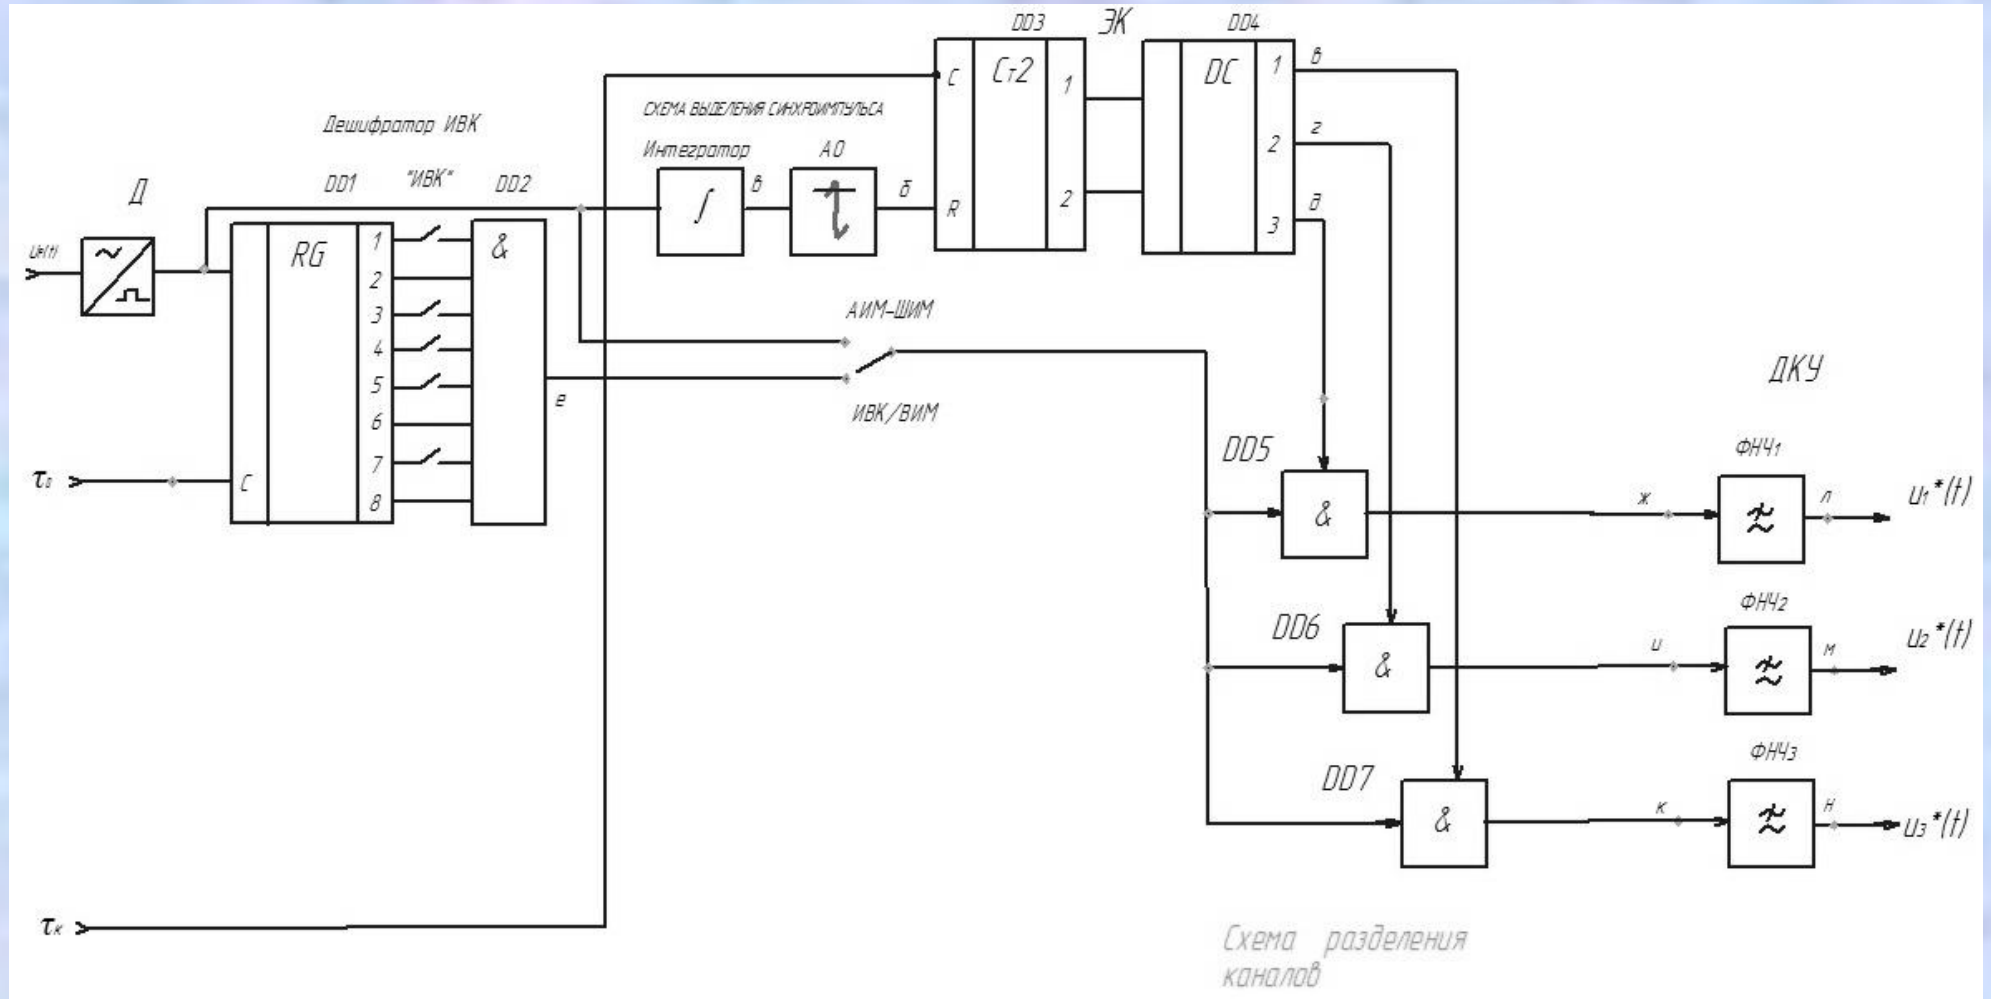 DD3
ЭК
DD4
C
Ст2
1
2
R
DC
1
2
3
в
г
д
СХЕМА ВЫДЕЛЕНИЯ СИНХРОИМПУЛЬСА
Дешифратор ИВК
Интегратор
АО
Д
DD1
"ИВК"
DD2
∫
в
б
RG
1
2
3
4
5
6
7
8
C
&
е
τк
АИМ-ШИМ
ИВК/ВИМ
ДКУ
DD5
&
ж
ФНЧ1
л
u1*(t)
DD6
&
и
ФНЧ2
м
u2*(t)
DD7
&
к
ФНЧ3
н
u3*(t)
Схема разделения
каналов